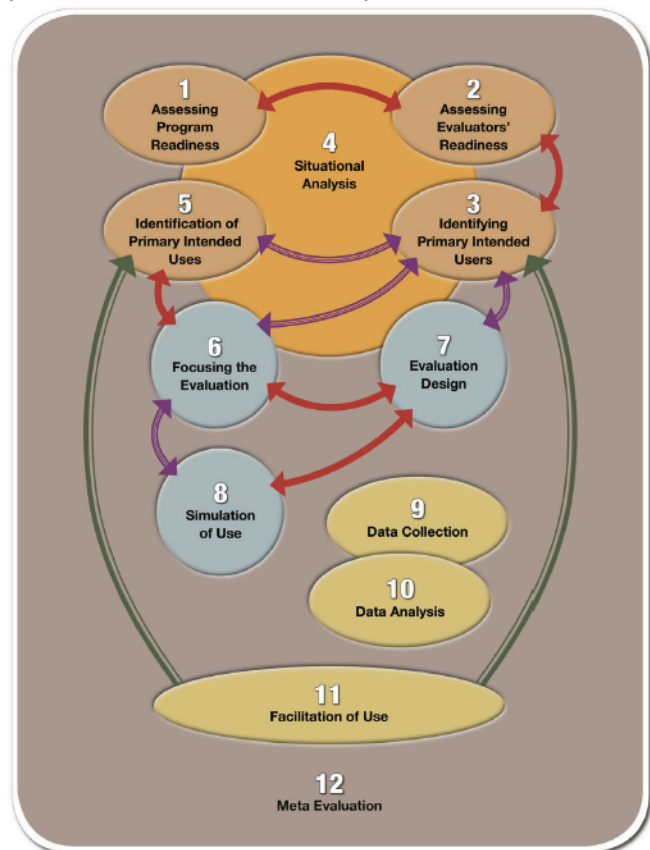 1
Assessing
Program
Readiness
2
Assessing
Evaluators'
Readiness
4
Situational
Analysis
5
Identification of
Primary Intended
Uses
3
Identifying
Primary Intended
Users
6
Focusing the
Evaluation
7
Evaluation
Design
8
Simulation
of Use
9
Data Collection
10
Data Analysis
11
Facilitation of Use
12
Meta Evaluation